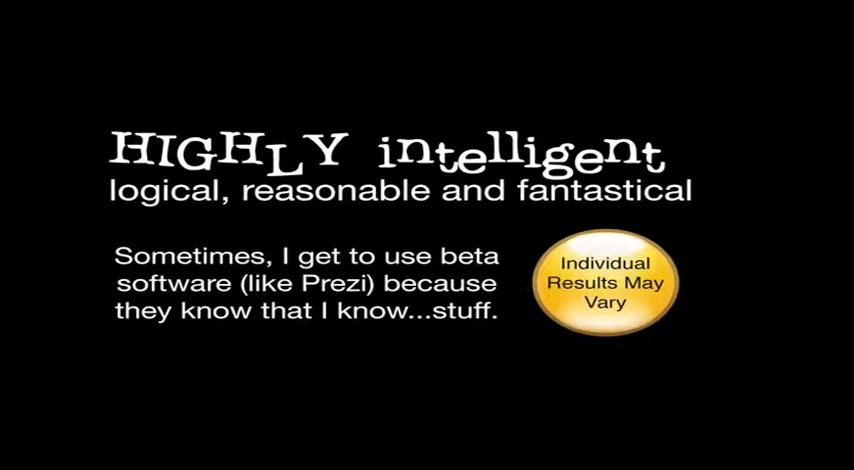 HIGHLY intelligent
logical, reasonable and fantastical
Sometimes, I get to use beta
software (like Prezi) because
they know that I know...stuff.
Individual
Results May
Vary